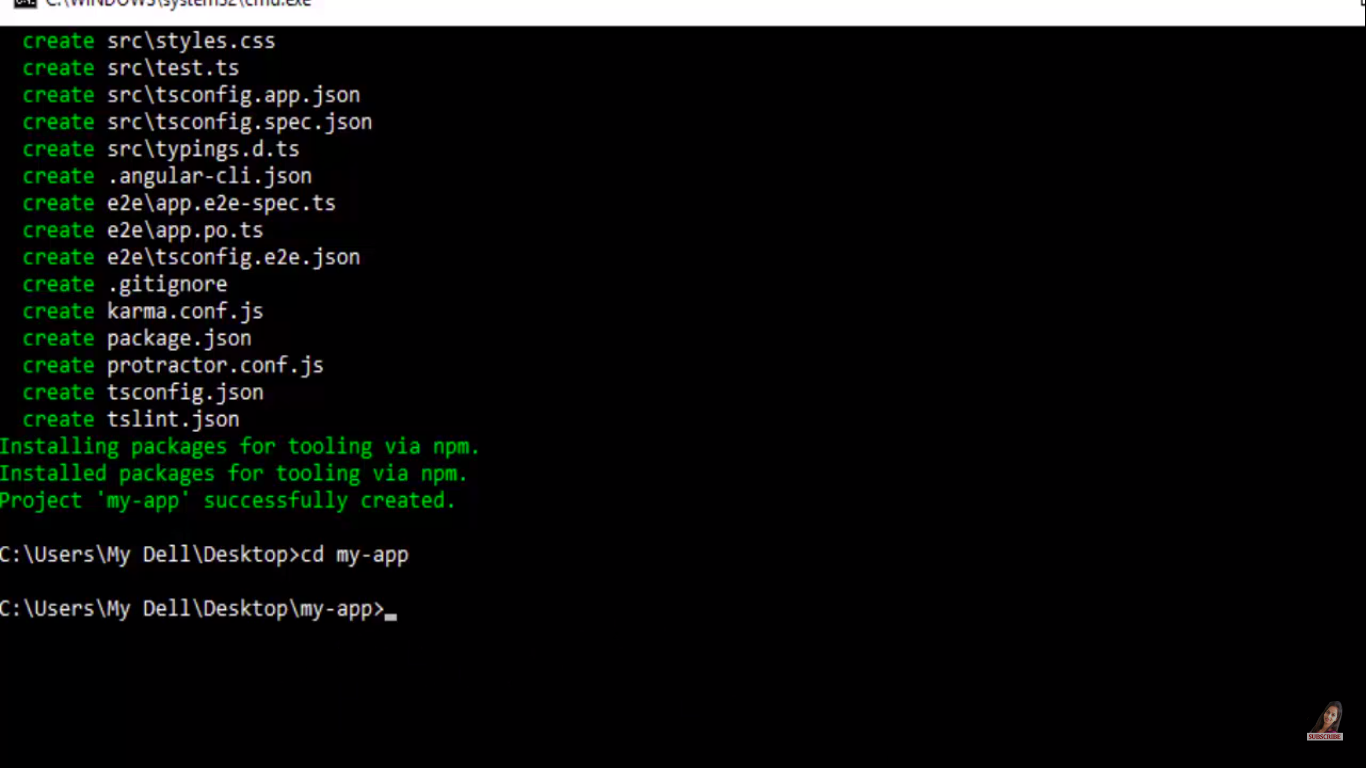 C:\WINDOWS\system32\cmd.exe
create src\styles.css
create src\test.ts
create src\tsconfig.app.json
create src\tsconfig.spec.json
create src\typings.d.ts
create .angular-cli.json
create e2e\app.e2e-spec.ts
create e2e\app.po.ts
create e2e\tsconfig.e2e.json
create .gitignore
create karma.conf.js
create package.json
create protractor.conf.js
create tsconfig.json
create tslint.json
Installing packages for tooling via npm.
Installed packages for tooling via npm.
Project 'my-app' successfully created.
C:\Users\My Dell\Desktop>cd my-app
C:\Users\My Dell\Desktop\my-app>_
SUBSCRIBE